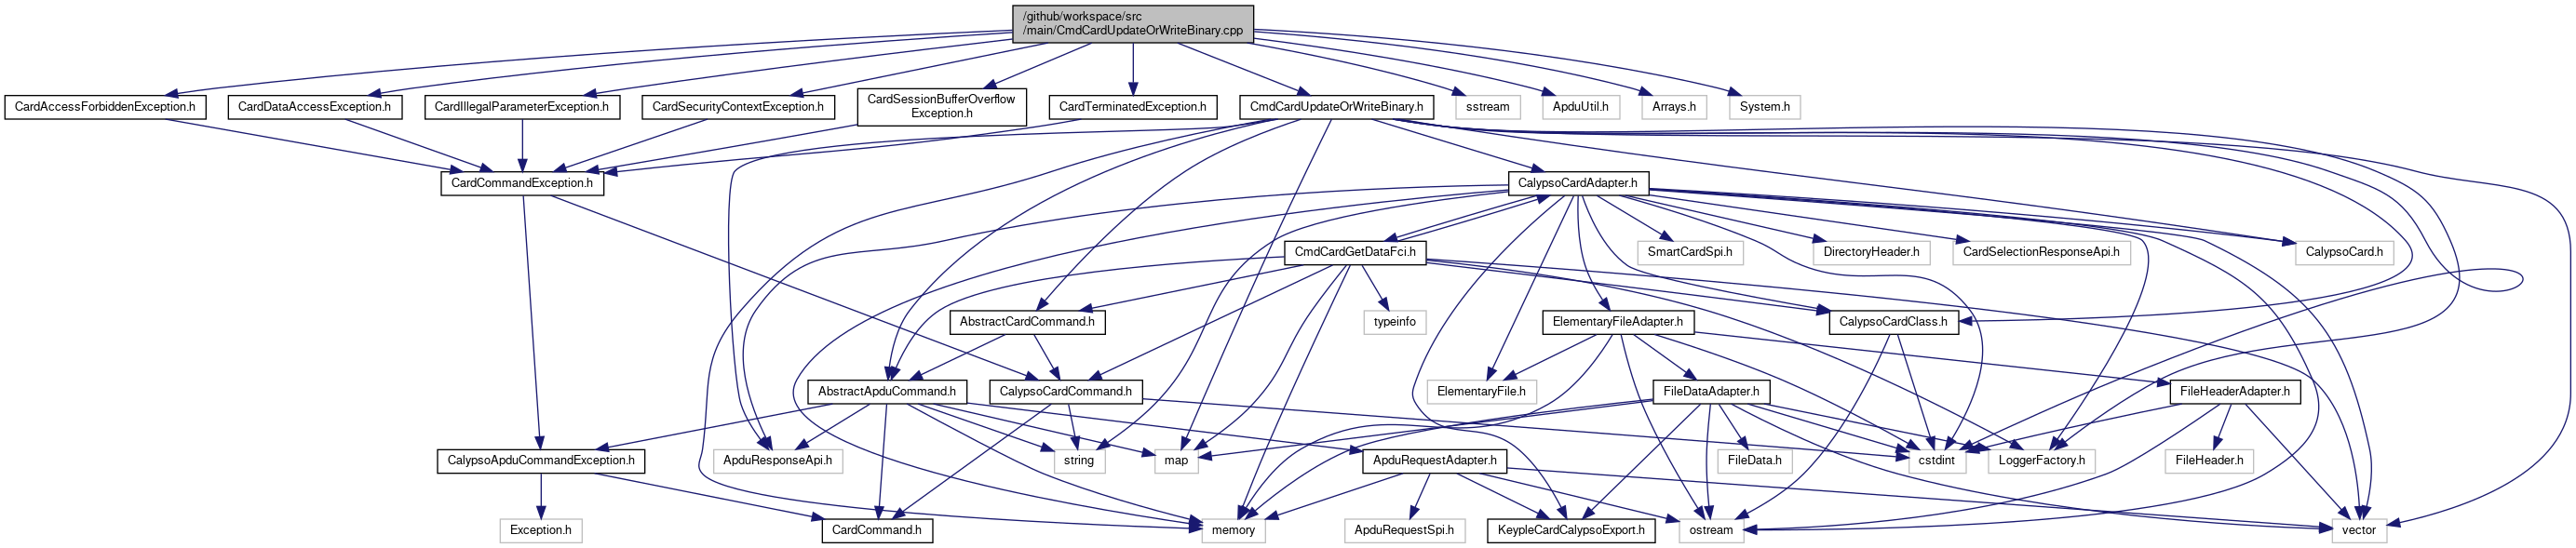 /github/workspace/src
/main/CmdCardUpdateOrWriteBinary.cpp
CardAccessForbiddenException.h
CardDataAccessException.h
CardIllegalParameterException.h
CardSecurityContextException.h
CardSessionBufferOverflow
Exception.h
CardTerminatedException.h
CmdCardUpdateOrWriteBinary.h
sstream
ApduUtil.h
Arrays.h
System.h
CardCommandException.h
CalypsoCardAdapter.h
CmdCardGetDataFci.h
SmartCardSpi.h
DirectoryHeader.h
CardSelectionResponseApi.h
CalypsoCard.h
AbstractCardCommand.h
typeinfo
ElementaryFileAdapter.h
CalypsoCardClass.h
AbstractApduCommand.h
CalypsoCardCommand.h
ElementaryFile.h
FileDataAdapter.h
FileHeaderAdapter.h
CalypsoApduCommandException.h
ApduResponseApi.h
string
map
ApduRequestAdapter.h
FileData.h
cstdint
LoggerFactory.h
FileHeader.h
Exception.h
CardCommand.h
memory
ApduRequestSpi.h
KeypleCardCalypsoExport.h
ostream
vector